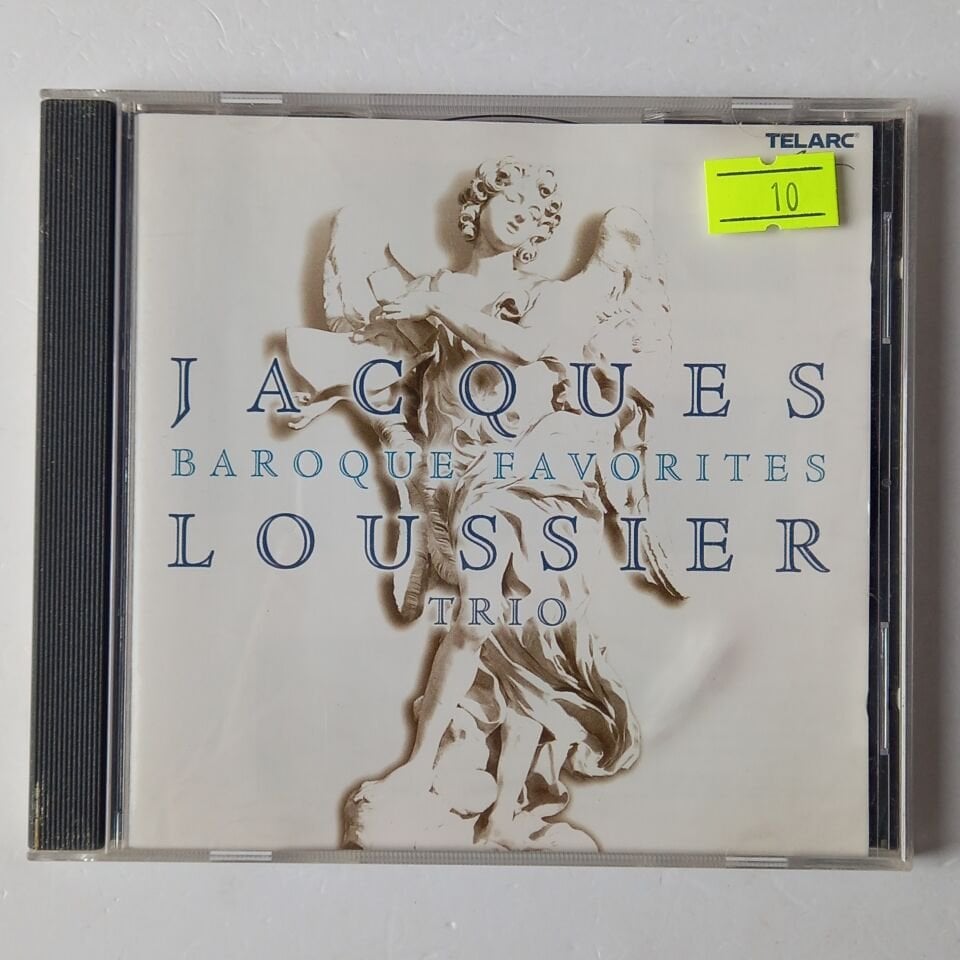 TELARC®
10
JACQUES
BAROQUE FAVORITES
LOUSSIER
TRIO